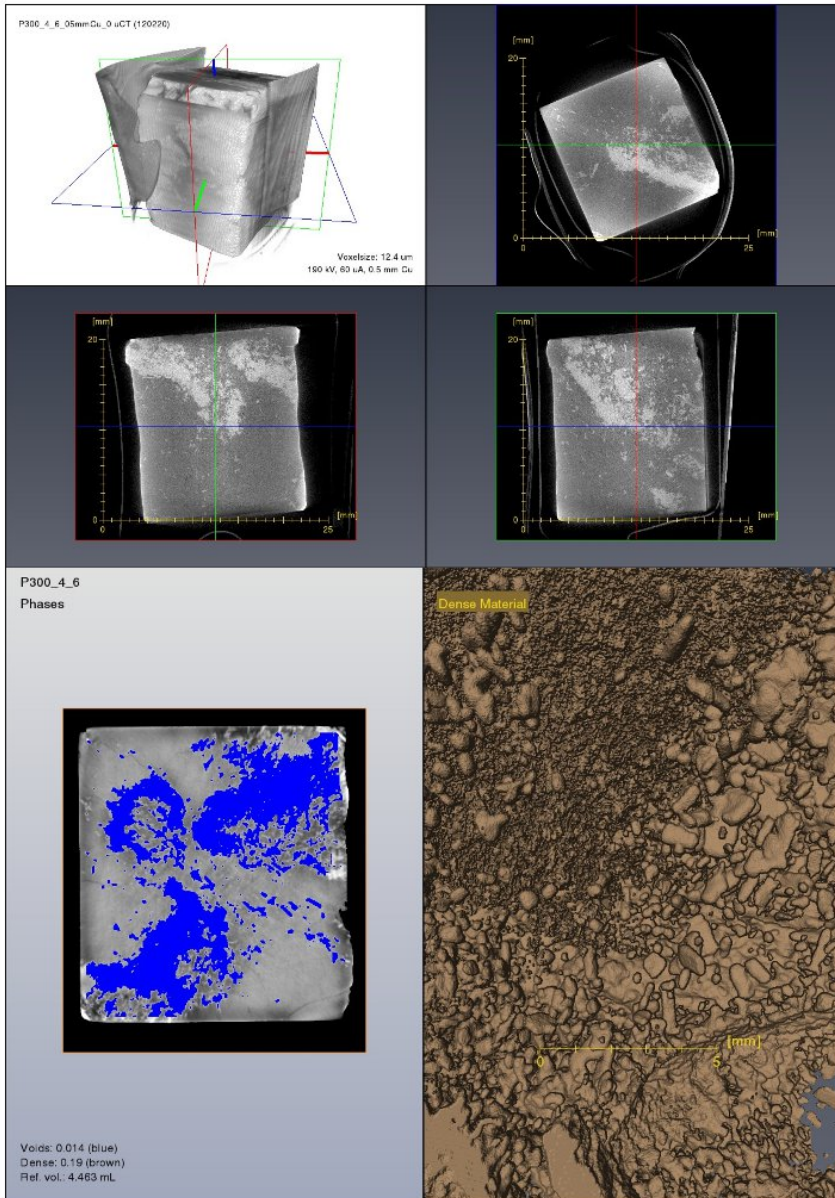 P300_4_6_05mmCu_0 uCT (120220)
Voxelsize: 12.4 um
190 kV, 60 uA, 0.5 mm Cu
[mm]
20
0
25
[mm]
[mm]
20
0
25
[mm]
[mm]
20
0
25
[mm]
P300_4_6
Phases
Voids: 0.014 (blue)
Dense: 0.19 (brown)
Ref. vol.: 4.463 mL
Dense Material
[mm]
0
5